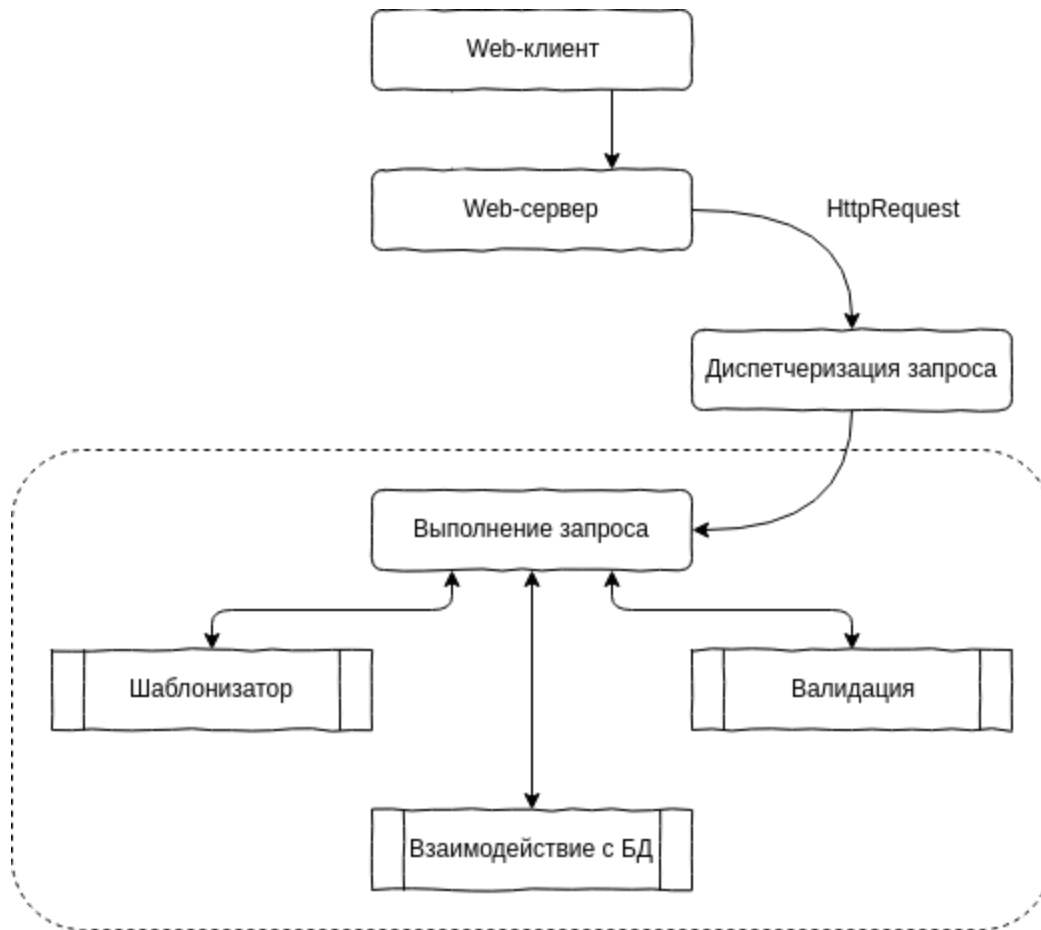 Web-клиент
Web-сервер
HttpRequest
Диспетчеризация запроса
Выполнение запроса
Шаблонизатор
Валидация
Взаимодействие с БД